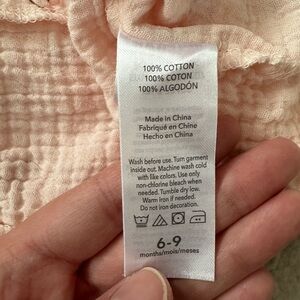 100% COTTON
100% COTON
100% ALGODÓN
Made in China
Fabriqué en Chine
Hecho en China
Wash before use. Turn garment
inside out. Machine wash cold
with like colors. Use only
non-chlorine bleach when
needed. Tumble dry low.
Warm iron if needed.
Do not iron decoration.
6-9
months/mois/meses